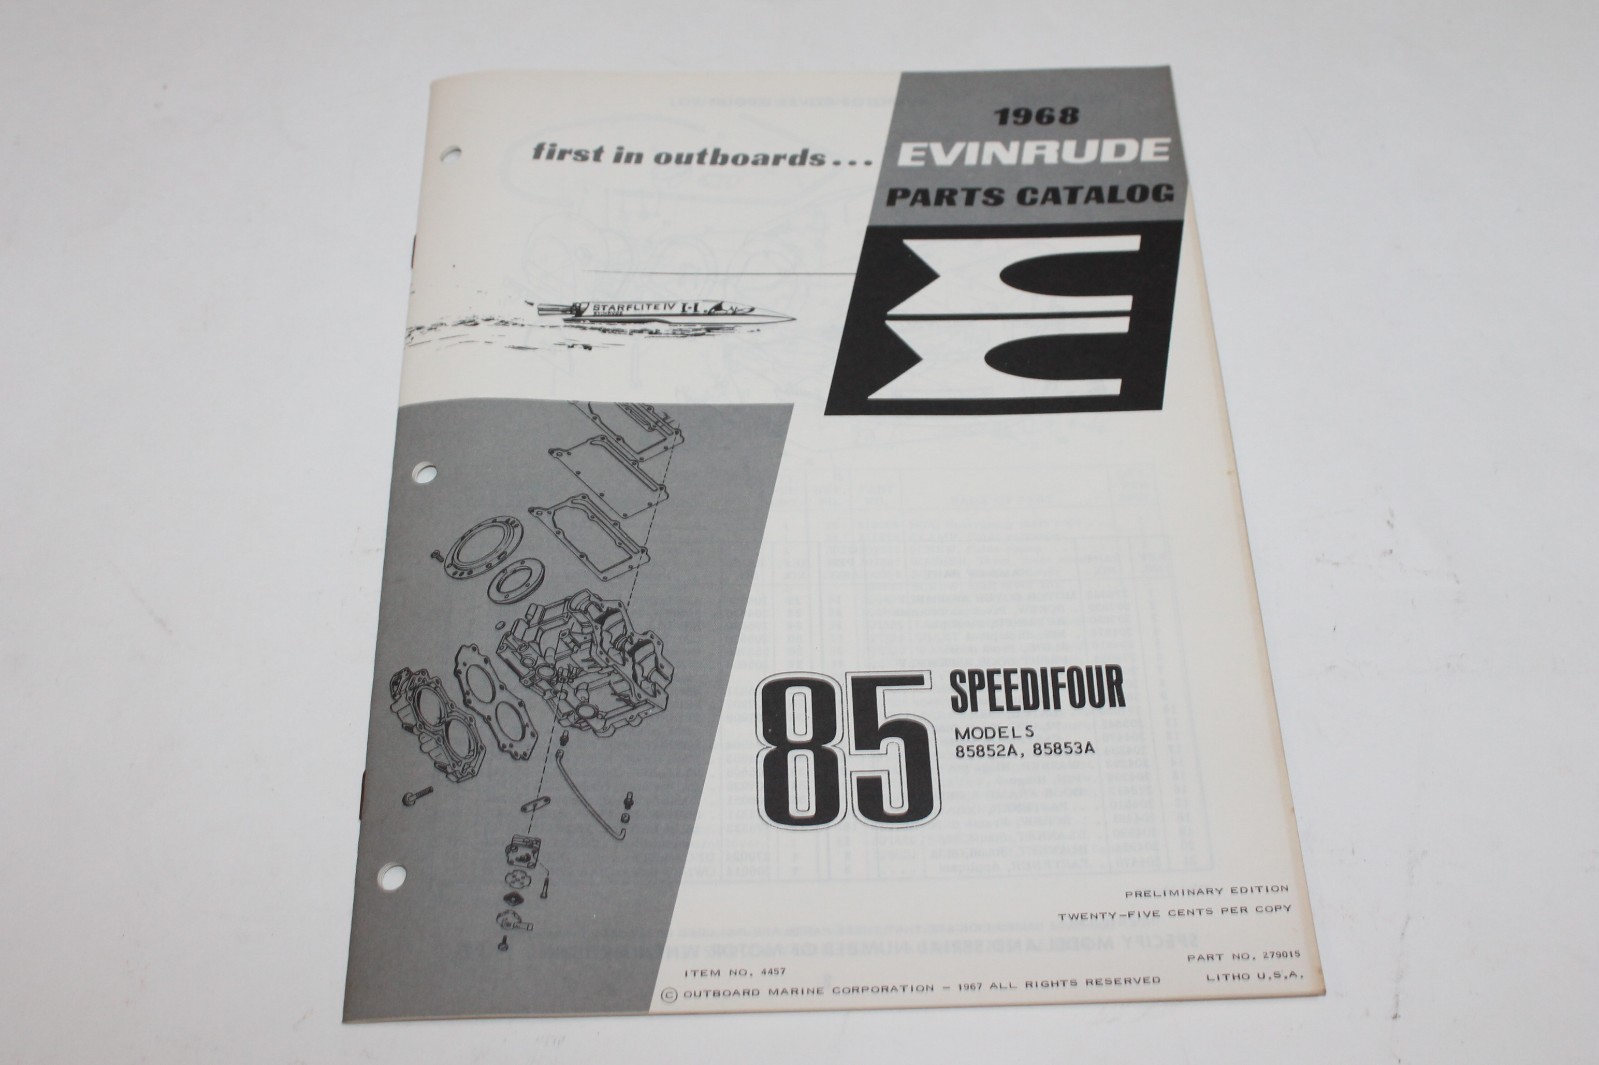 1968
first in outboards... EVINRUDE
PARTS CATALOG
STARFLITE IV
85 SPEEDIFOUR
MODELS
85852A, 85853A
PRELIMINARY EDITION
TWENTY-FIVE CENTS PER COPY
ITEM NO. 4457
PART NO. 279015
© OUTBOARD MARINE CORPORATION - 1967 ALL RIGHTS RESERVED
LITHO U.S.A.